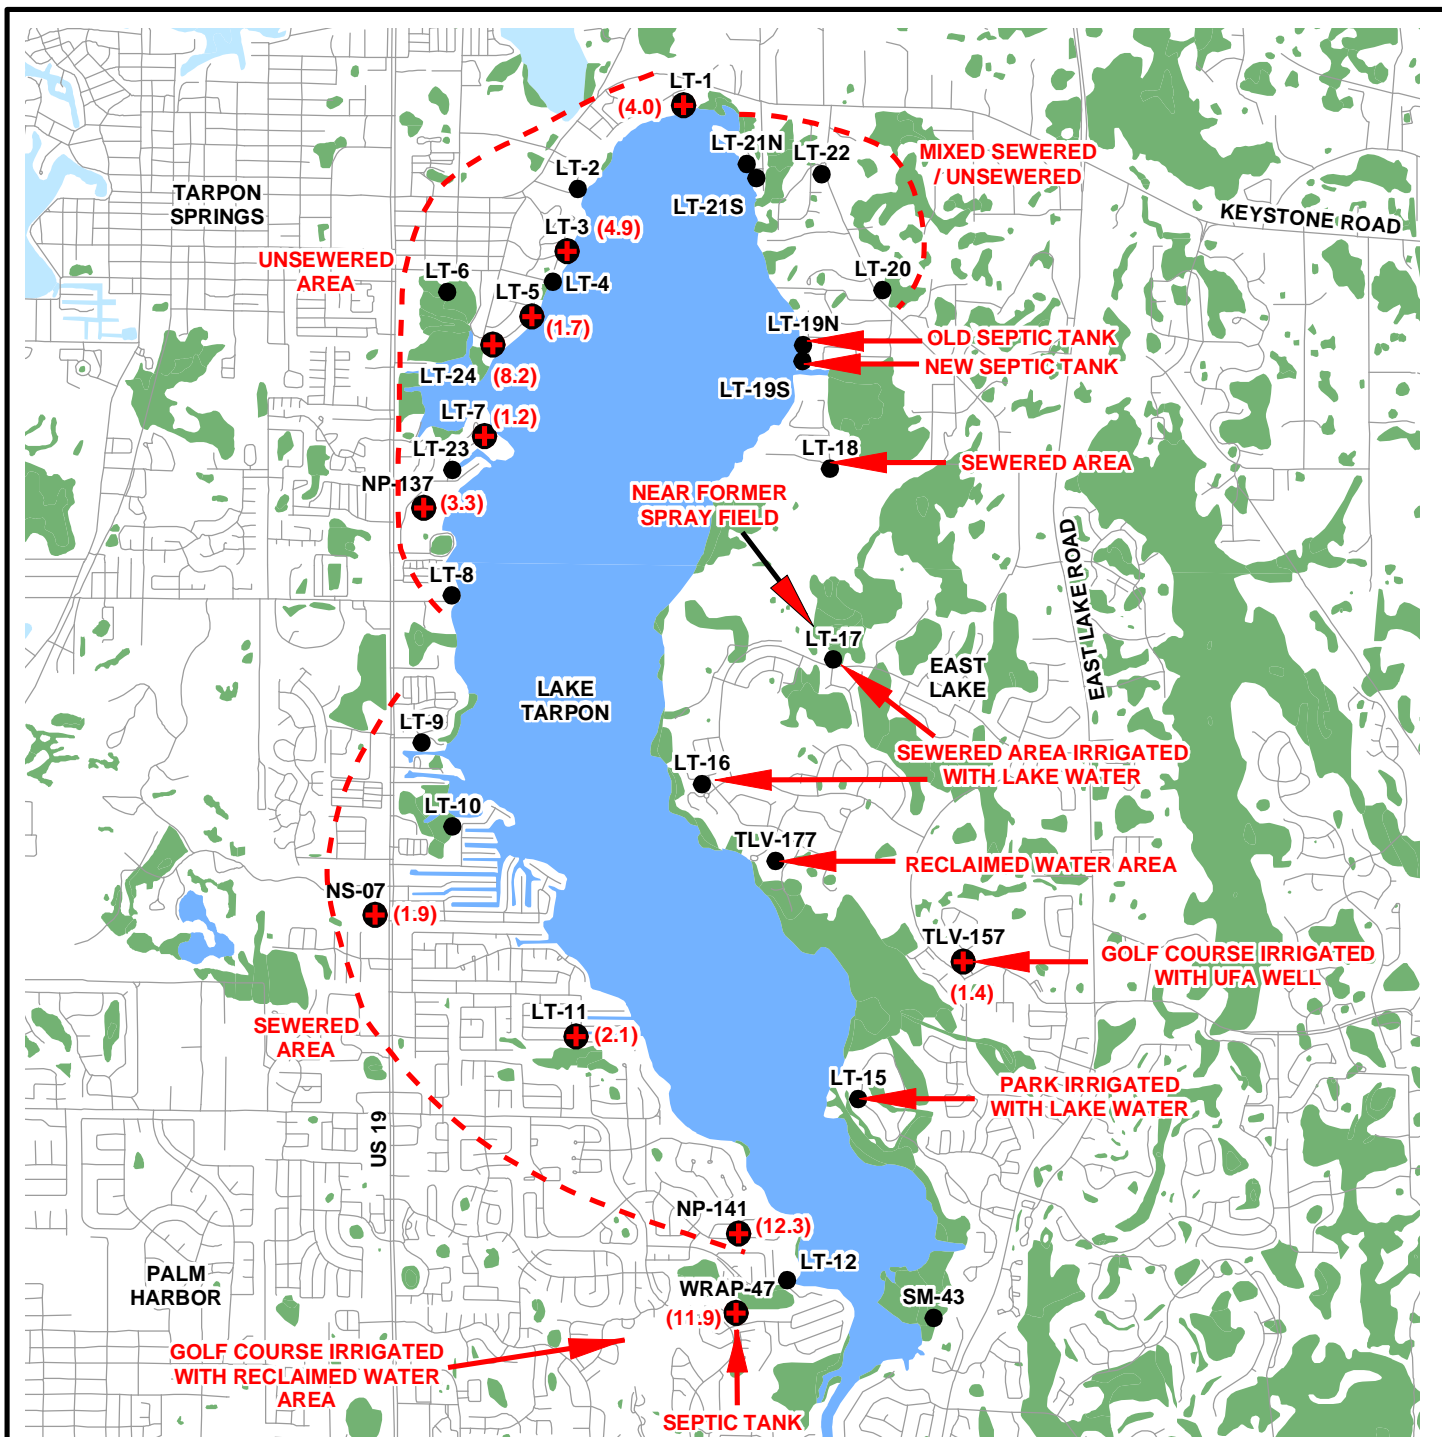 LT-1
(4.0)
LT-21N
LT-22
MIXED SEWERED
/ UNSEWERED
LT-2
TARPON
SPRINGS
LT-21S
KEYSTONE ROAD
LT-3
(4.9)
UNSEWERED
AREA
LT-6
LT-4
LT-20
LT-5
(1.7)
LT-19N
OLD SEPTIC TANK
NEW SEPTIC TANK
LT-24
(8.2)
LT-19S
LT-7
(1.2)
LT-23
LT-18
SEWERED AREA
NP-137
(3.3)
NEAR FORMER
SPRAY FIELD
EAST LAKE ROAD
LT-8
LT-17
EAST
LAKE
LAKE
TARPON
LT-9
SEWERED AREA IRRIGATED
WITH LAKE WATER
LT-16
LT-10
TLV-177
RECLAIMED WATER AREA
NS-07
(1.9)
TLV-157
GOLF COURSE IRRIGATED
WITH UFA WELL
(1.4)
LT-11
(2.1)
SEWERED
AREA
LT-15
PARK IRRIGATED
WITH LAKE WATER
US 19
NP-141
(12.3)
LT-12
PALM
HARBOR
WRAP-47
(11.9)
SM-43
GOLF COURSE IRRIGATED
WITH RECLAIMED WATER
AREA
SEPTIC TANK